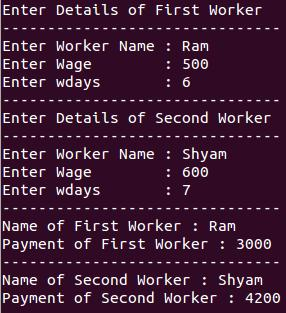 Enter Details of First Worker
-------------------------------
Enter Worker Name : Ram
Enter Wage        : 500
Enter wdays       : 6
-------------------------------
Enter Details of Second Worker
-------------------------------
Enter Worker Name : Shyam
Enter Wage        : 600
Enter wdays       : 7
-------------------------------
Name of First Worker : Ram
Payment of First Worker : 3000
-------------------------------
Name of Second Worker : Shyam
Payment of Second Worker : 4200